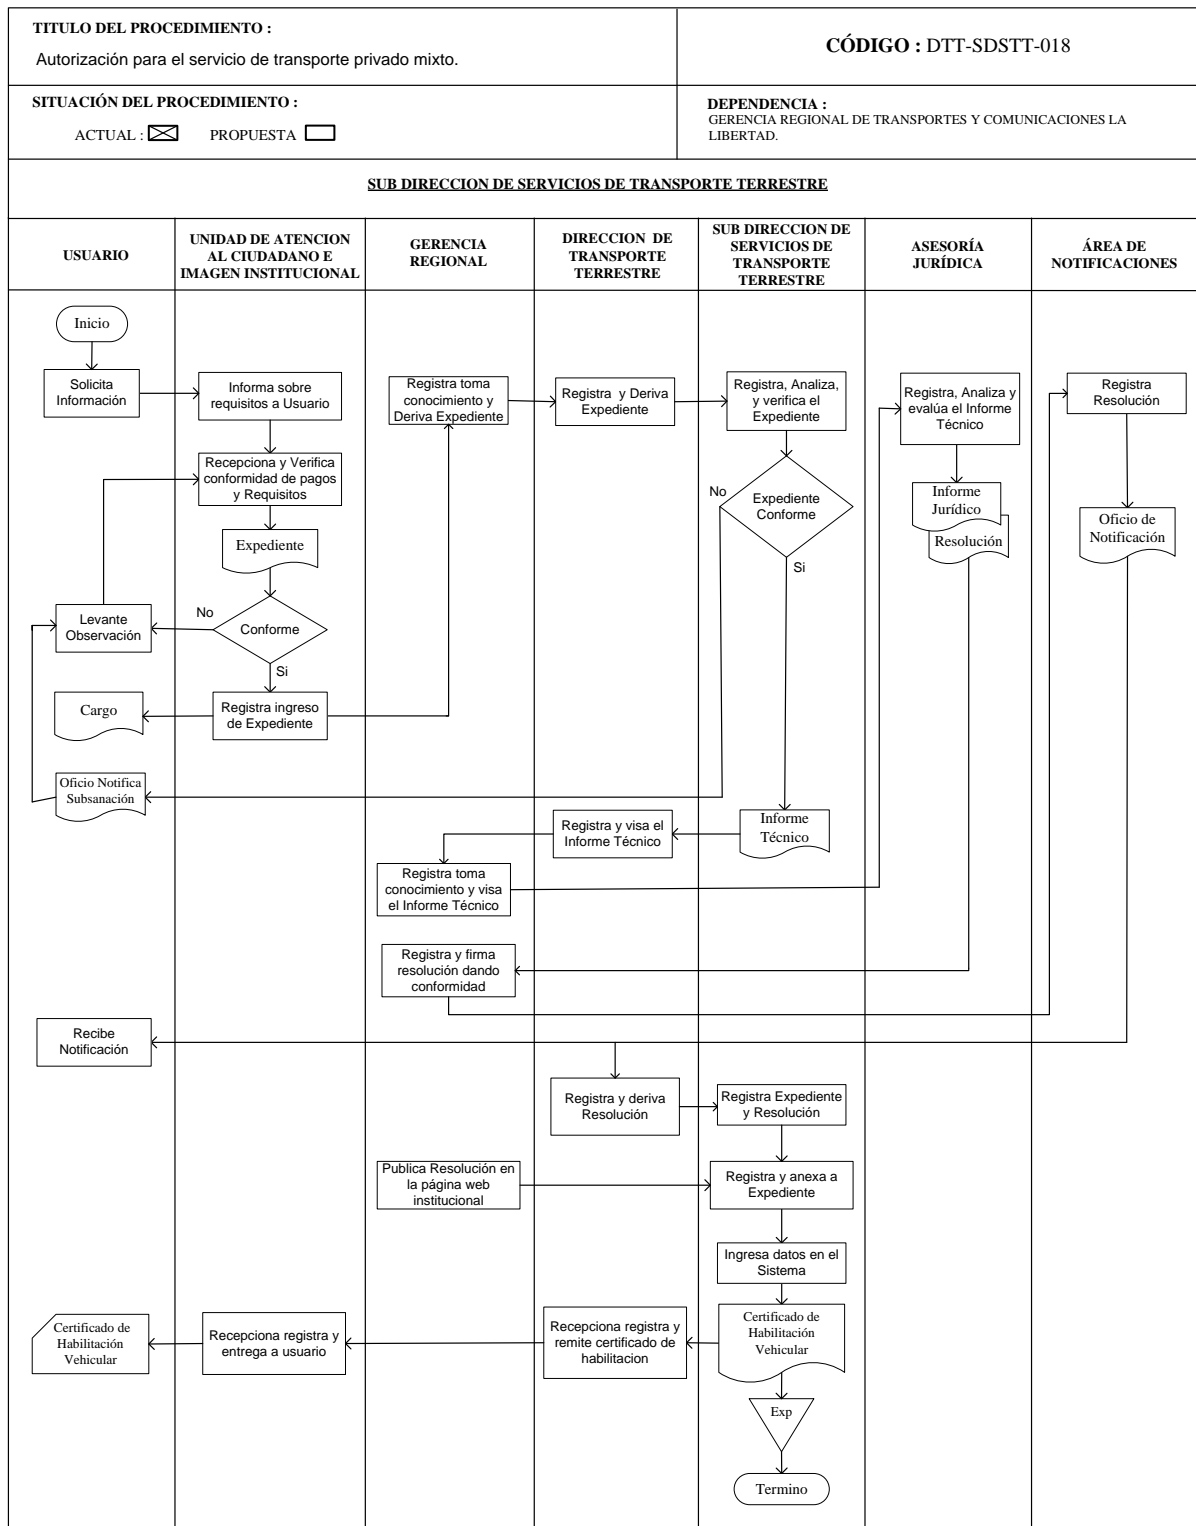 TITULO DEL PROCEDIMIENTO :
Autorización para el servicio de transporte privado mixto.
CÓDIGO : DTT-SDSTT-018
SITUACIÓN DEL PROCEDIMIENTO :
ACTUAL : PROPUESTA
DEPENDENCIA :
GERENCIA REGIONAL DE TRANSPORTES Y COMUNICACIONES LA
LIBERTAD.
SUB DIRECCION DE SERVICIOS DE TRANSPORTE TERRESTRE
USUARIO
UNIDAD DE ATENCION
AL CIUDADANO E
IMAGEN INSTITUCIONAL
GERENCIA
REGIONAL
DIRECCION DE
TRANSPORTE
TERRESTRE
SUB DIRECCION DE
SERVICIOS DE
TRANSPORTE
TERRESTRE
ASESORÍA
JURÍDICA
ÁREA DE
NOTIFICACIONES
Inicio
Solicita
Información
Informa sobre
requisitos a Usuario
Registra toma
conocimiento y
Deriva Expediente
Registra y Deriva
Expediente
Registra, Analiza,
y verifica el
Expediente
Registra, Analiza y
evalúa el Informe
Técnico
Registra
Resolución
Recepciona y Verifica
conformidad de pagos
y Requisitos
No
Expediente
Conforme
Si
Informe
Jurídico
Resolución
Oficio de
Notificación
Expediente
Levante
Observación
No
Conforme
Si
Cargo
Registra ingreso
de Expediente
Oficio Notifica
Subsanación
Registra y visa el
Informe Técnico
Informe
Técnico
Registra toma
conocimiento y visa
el Informe Técnico
Registra y firma
resolución dando
conformidad
Recibe
Notificación
Registra y deriva
Resolución
Registra Expediente
y Resolución
Publica Resolución en
la página web
institucional
Registra y anexa a
Expediente
Ingresa datos en el
Sistema
Certificado de
Habilitación
Vehicular
Recepciona registra y
entrega a usuario
Recepciona registra y
remite certificado de
habilitacion
Certificado de
Habilitación
Vehicular
Exp
Termino